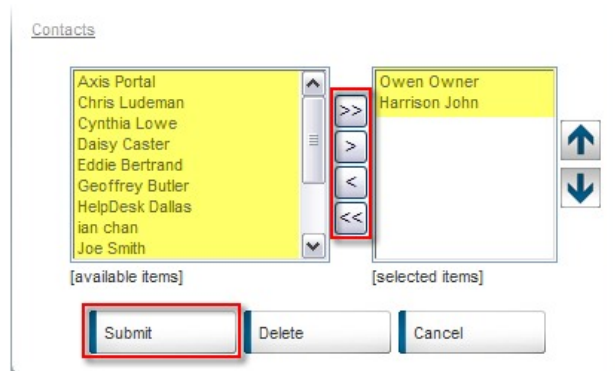 Contacts
Axis Portal
Chris Ludeman
Cynthia Lowe
Daisy Caster
Eddie Bertrand
Geoffrey Butler
HelpDesk Dallas
ian chan
Joe Smith
[available items]
>>
>
<
<<
Owen Owner
Harrison John
[selected items]
Submit
Delete
Cancel